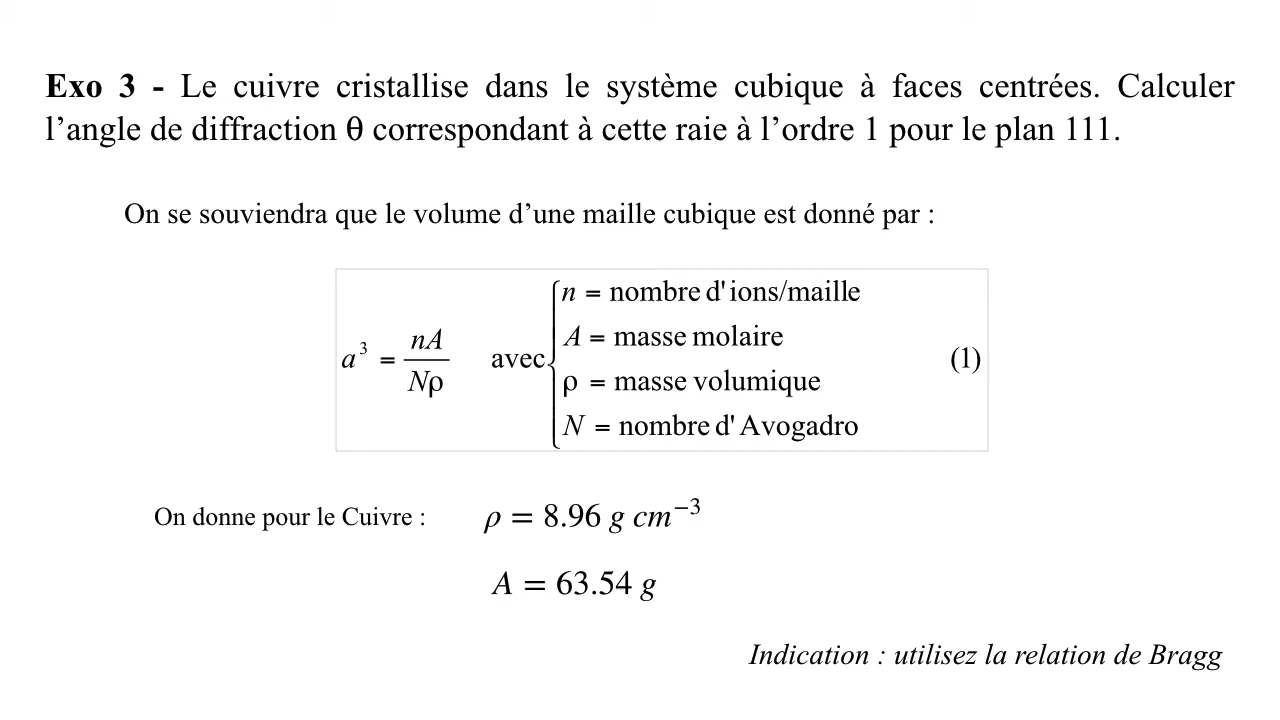 Exo 3 - Le cuivre cristallise dans le système cubique à faces centrées. Calculer
l’angle de diffraction θ correspondant à cette raie à l’ordre 1 pour le plan 111.
On se souviendra que le volume d’une maille cubique est donné par :
a³ = nA / Nρ avec { n = nombre d'ions/maille
A = masse molaire
ρ = masse volumique
N = nombre d'Avogadro
(1)
On donne pour le Cuivre : ρ = 8.96 g cm⁻³
A = 63.54 g
Indication : utilisez la relation de Bragg